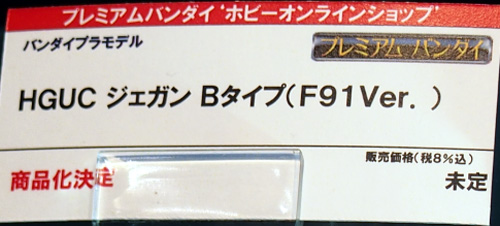 プレミアムバンダイ‘ホビーオンラインショップ’
バンダイプラモデル
プレミアム バンダイ
HGUC ジェガン Bタイプ(F91Ver. )
販売価格(税8%込)
商品化決定
未定